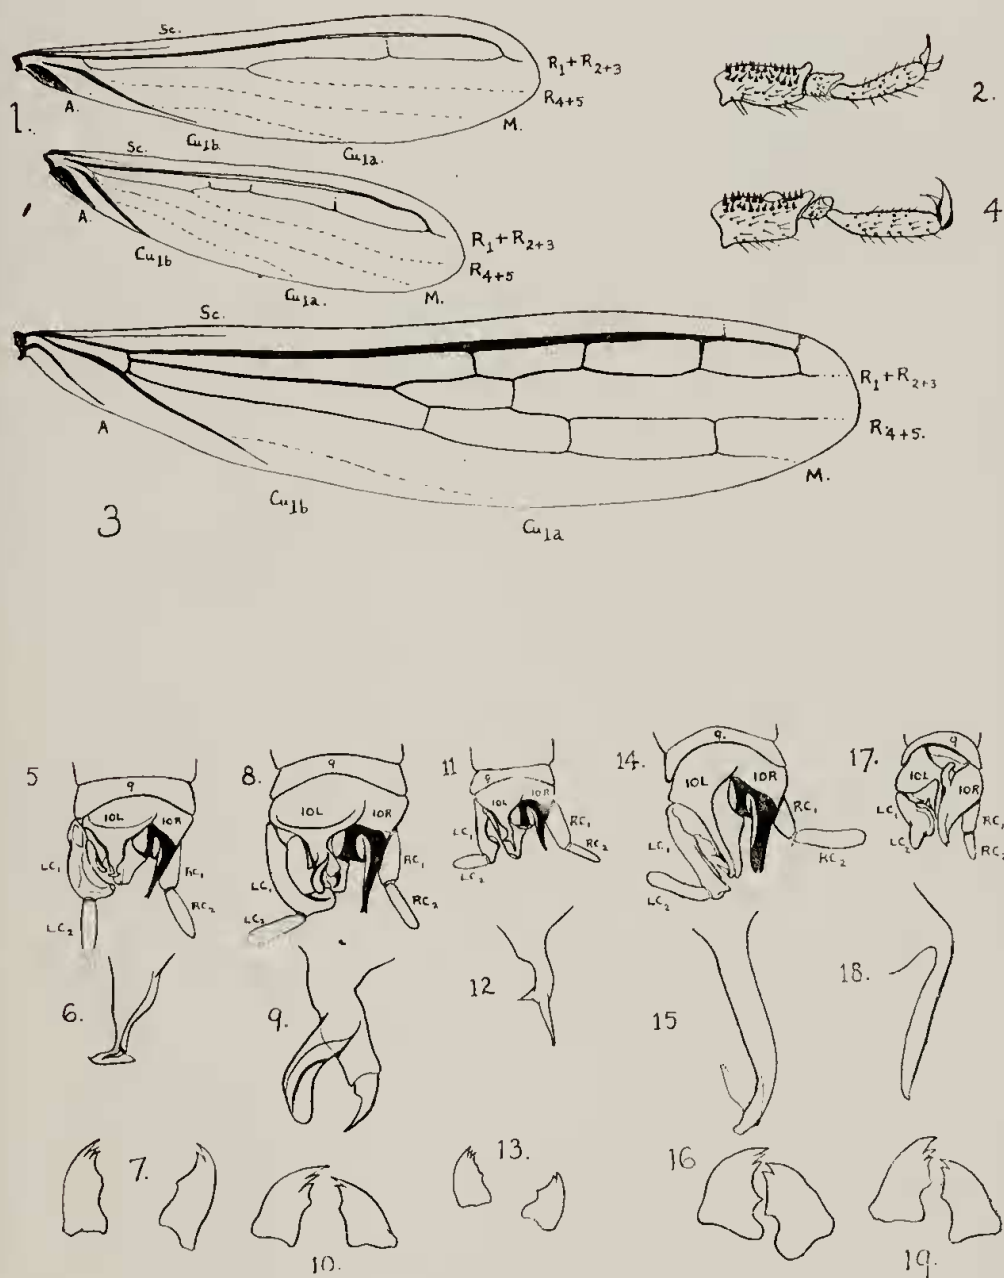 Sc.
R₁+R₂₊₃
R₄₊₅
M.
A.
Cu₁b.
Cu₁a.
1.
2.
Sc.
A.
Cu₁b
Cu₁a.
R₁+R₂₊₃
R₄₊₅
M.
4
Sc.
R₁+R₂₊₃
R₄₊₅.
M.
A
Cu₁b
Cu₁a
3
5
9
10L
10R
LC₁
RC₁
LC₂
RC₂
8.
9
10L
10R
LC₁
RC₁
LC₂
RC₂
11
9
10L
10R
LC₁
RC₁
LC₂
RC₂
14.
9.
10L
10R
LC₁
RC₁
LC₂
RC₂
17.
9
10L
10R
LC₁
RC₁
LC₂
RC₂
6.
9.
12
15
18.
7.
10.
13.
16
19.